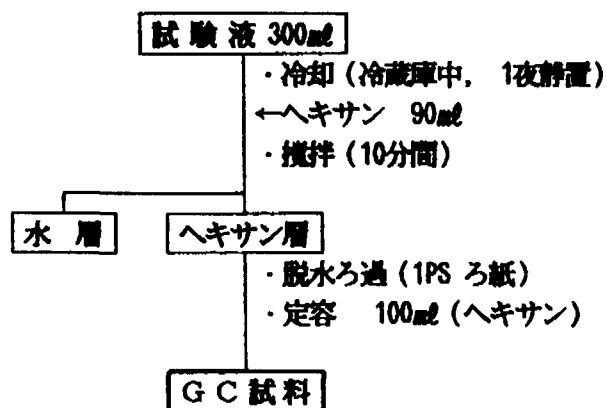 試験液 300㎖
・冷却（冷蔵庫中，1夜静置）
←ヘキサン 90㎖
・攪拌（10分間）
水 層
ヘキサン層
・脱水ろ過（1PS ろ紙）
・定容 100㎖（ヘキサン）
ＧＣ試料